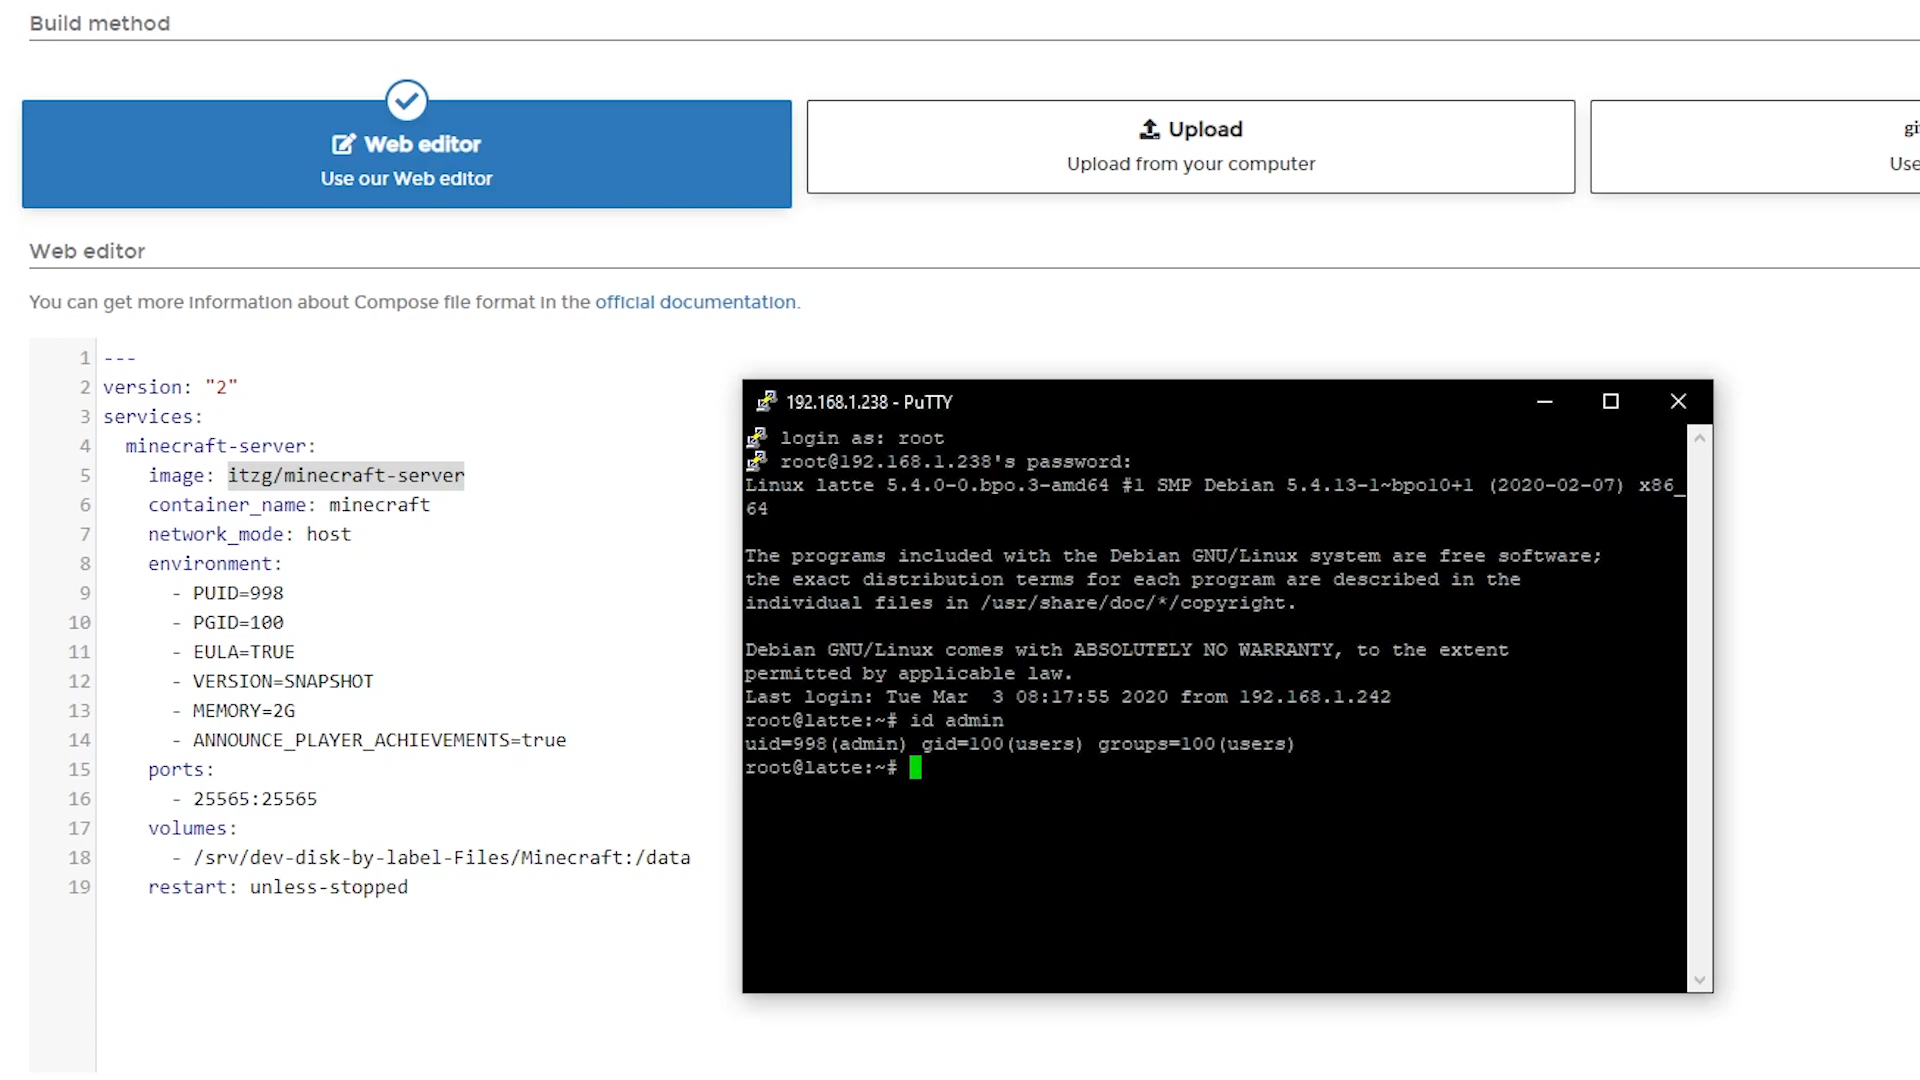 Build method
Web editor
Use our Web editor
Upload
Upload from your computer
Use
Web editor
You can get more information about Compose file format in the official documentation.
1 ---
2 version: "2"
3 services:
4 minecraft-server:
5 image: itzg/minecraft-server
6 container_name: minecraft
7 network_mode: host
8 environment:
9 - PUID=998
10 - PGID=100
11 - EULA=TRUE
12 - VERSION=SNAPSHOT
13 - MEMORY=2G
14 - ANNOUNCE_PLAYER_ACHIEVEMENTS=true
15 ports:
16 - 25565:25565
17 volumes:
18 - /srv/dev-disk-by-label-Files/Minecraft:/data
19 restart: unless-stopped
192.168.1.238 - PuTTY
login as: root
root@192.168.1.238's password:
Linux latte 5.4.0-0.bpo.3-amd64 #1 SMP Debian 5.4.13-1~bpo10+1 (2020-02-07) x86_
64
The programs included with the Debian GNU/Linux system are free software;
the exact distribution terms for each program are described in the
individual files in /usr/share/doc/*/copyright.
Debian GNU/Linux comes with ABSOLUTELY NO WARRANTY, to the extent
permitted by applicable law.
Last login: Tue Mar  3 08:17:55 2020 from 192.168.1.242
root@latte:~# id admin
uid=998(admin) gid=100(users) groups=100(users)
root@latte:~#